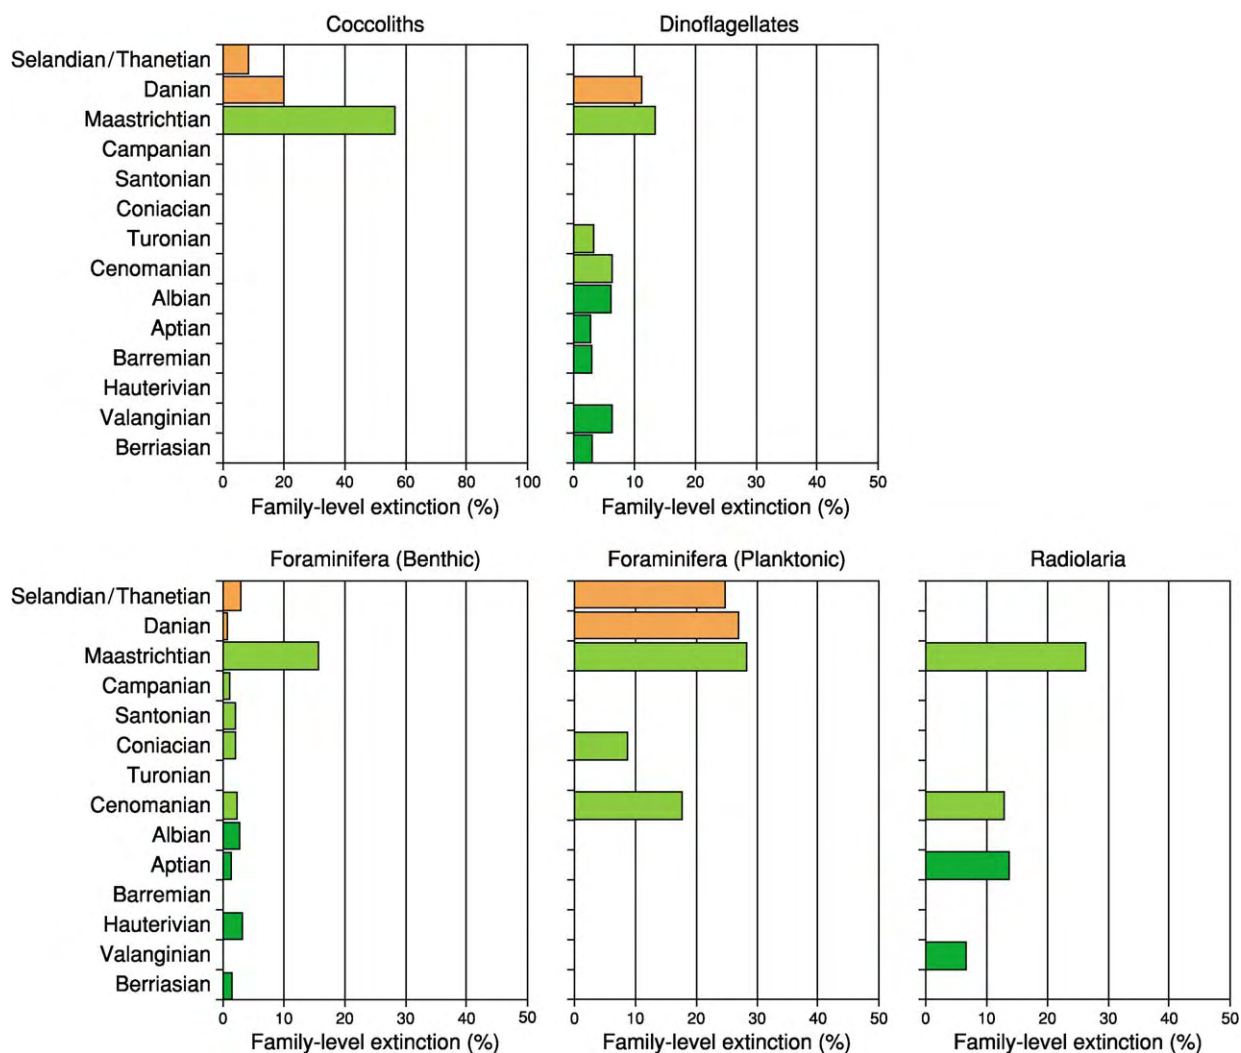 Coccoliths
Dinoflagellates
Selandian/Thanetian
Danian
Maastrichtian
Campanian
Santonian
Coniacian
Turonian
Cenomanian
Albian
Aptian
Barremian
Hauterivian
Valanginian
Berriasian
0 20 40 60 80 100
0 10 20 30 40 50
Family-level extinction (%)
Family-level extinction (%)
Foraminifera (Benthic)
Foraminifera (Planktonic)
Radiolaria
Selandian/Thanetian
Danian
Maastrichtian
Campanian
Santonian
Coniacian
Turonian
Cenomanian
Albian
Aptian
Barremian
Hauterivian
Valanginian
Berriasian
0 10 20 30 40 50
0 10 20 30 40 50
0 10 20 30 40 50
Family-level extinction (%)
Family-level extinction (%)
Family-level extinction (%)